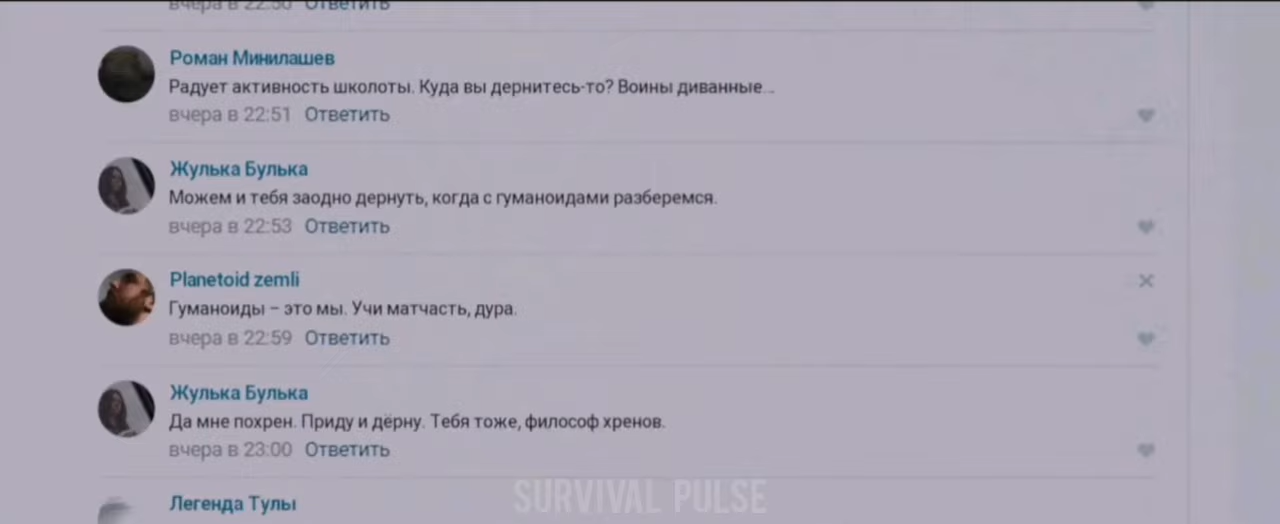 вчера в 22:50 Ответить
Роман Минилашев
Радует активность школоты. Куда вы дернитесь-то? Воины диванные...
вчера в 22:51 Ответить
Жулька Булька
Можем и тебя заодно дернуть, когда с гуманоидами разберемся.
вчера в 22:53 Ответить
Planetoid zemli
Гуманоиды – это мы. Учи матчасть, дура.
вчера в 22:59 Ответить
Жулька Булька
Да мне похрен. Приду и дёрну. Тебя тоже, философ хренов.
вчера в 23:00 Ответить
Легенда Тулы
SURVIVAL PULSE